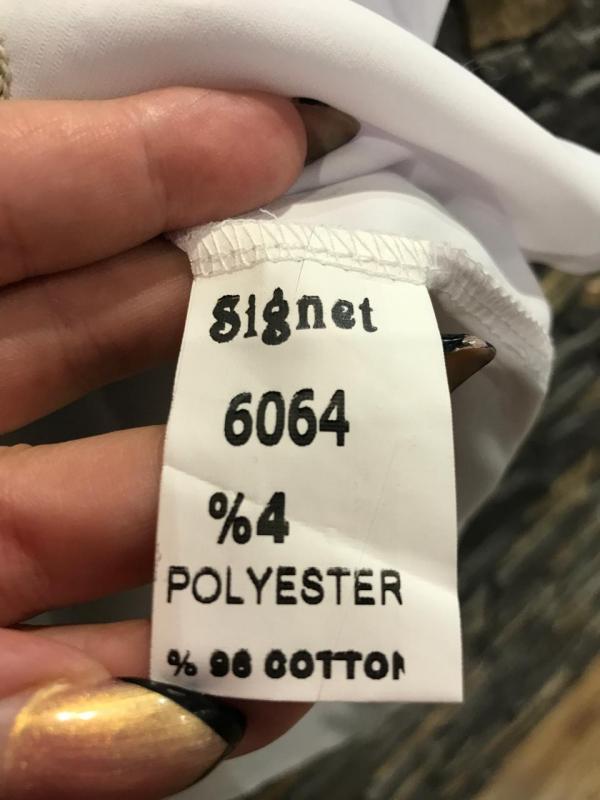 Signet
6064
%4
POLYESTER
% 96 COTTON